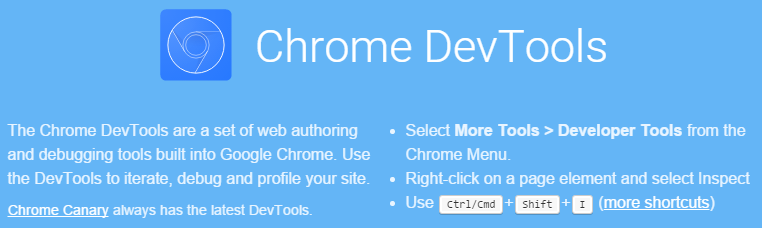 Chrome DevTools
The Chrome DevTools are a set of web authoring
and debugging tools built into Google Chrome. Use
the DevTools to iterate, debug and profile your site.
Chrome Canary always has the latest DevTools.
• Select More Tools > Developer Tools from the
Chrome Menu.
• Right-click on a page element and select Inspect
• Use Ctrl/Cmd + Shift + I (more shortcuts)